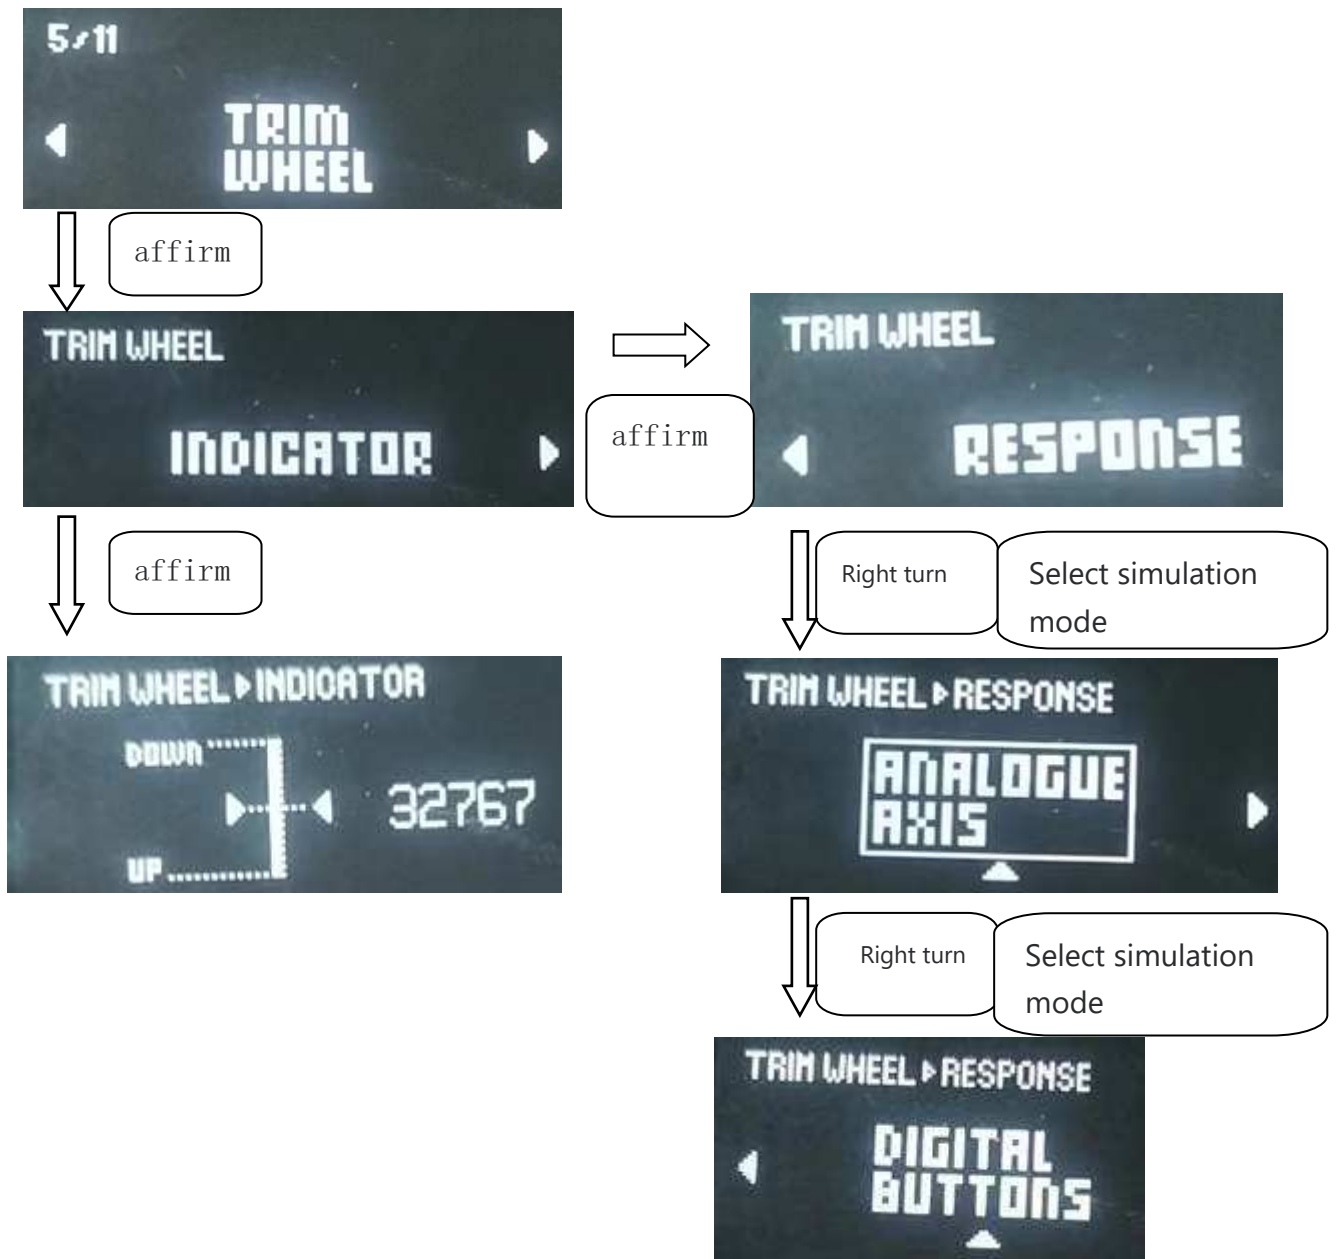 5/11
TRIM
WHEEL
affirm
TRIM WHEEL
INDICATOR
affirm
TRIM WHEEL
RESPONSE
affirm
Right turn
Select simulation
mode
TRIM WHEEL▶INDICATOR
DOWN
32767
UP
TRIM WHEEL▶RESPONSE
ANALOGUE
AXIS
Right turn
Select simulation
mode
TRIM WHEEL▶RESPONSE
DIGITAL
BUTTONS